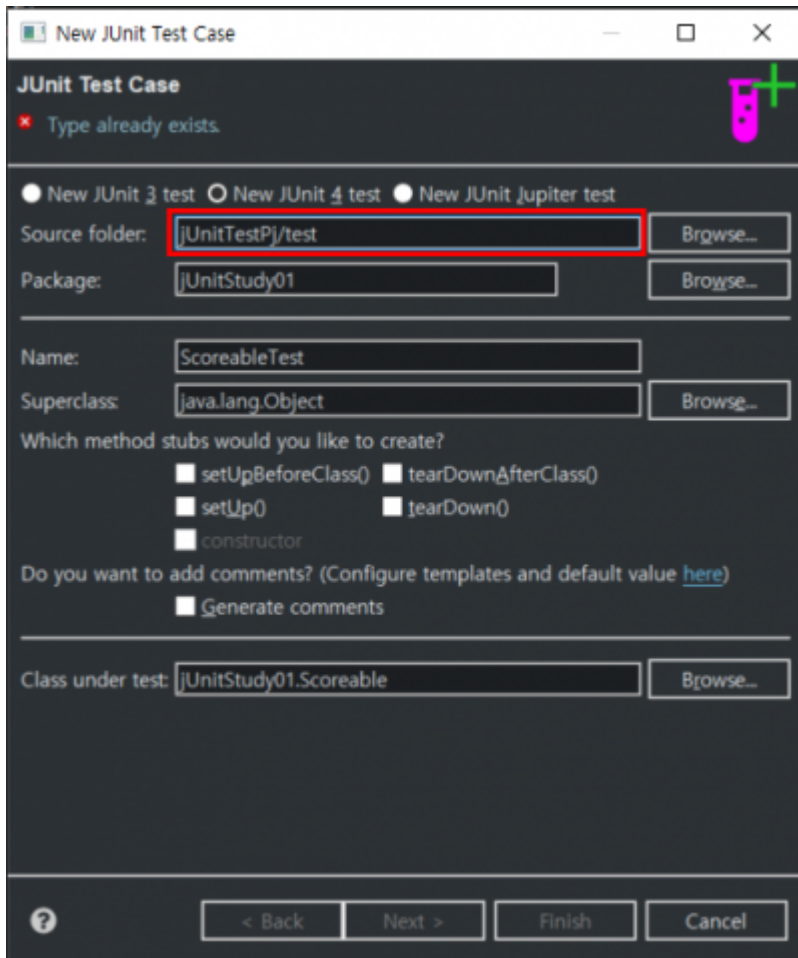 New JUnit Test Case
JUnit Test Case
Type already exists.
New JUnit 3 test New JUnit 4 test New JUnit Jupiter test
Source folder: jUnitTestPj/test Browse...
Package: jUnitStudy01 Browse...
Name: ScoreableTest
Superclass: java.lang.Object Browse...
Which method stubs would you like to create?
setUpBeforeClass() tearDownAfterClass()
setUp() tearDown()
constructor
Do you want to add comments? (Configure templates and default value here)
Generate comments
Class under test: jUnitStudy01.Scoreable Browse...
? < Back Next > Finish Cancel